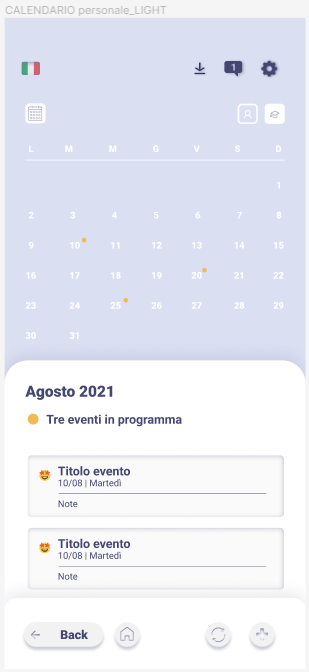 CALENDARIO personale_LIGHT
1
L M M G V S D
1
2 3 4 5 6 7 8
9 10 11 12 13 14 15
16 17 18 19 20 21 22
23 24 25 26 27 28 29
30 31
Agosto 2021
Tre eventi in programma
Titolo evento
10/08 | Martedì
Note
Titolo evento
10/08 | Martedì
Note
← Back